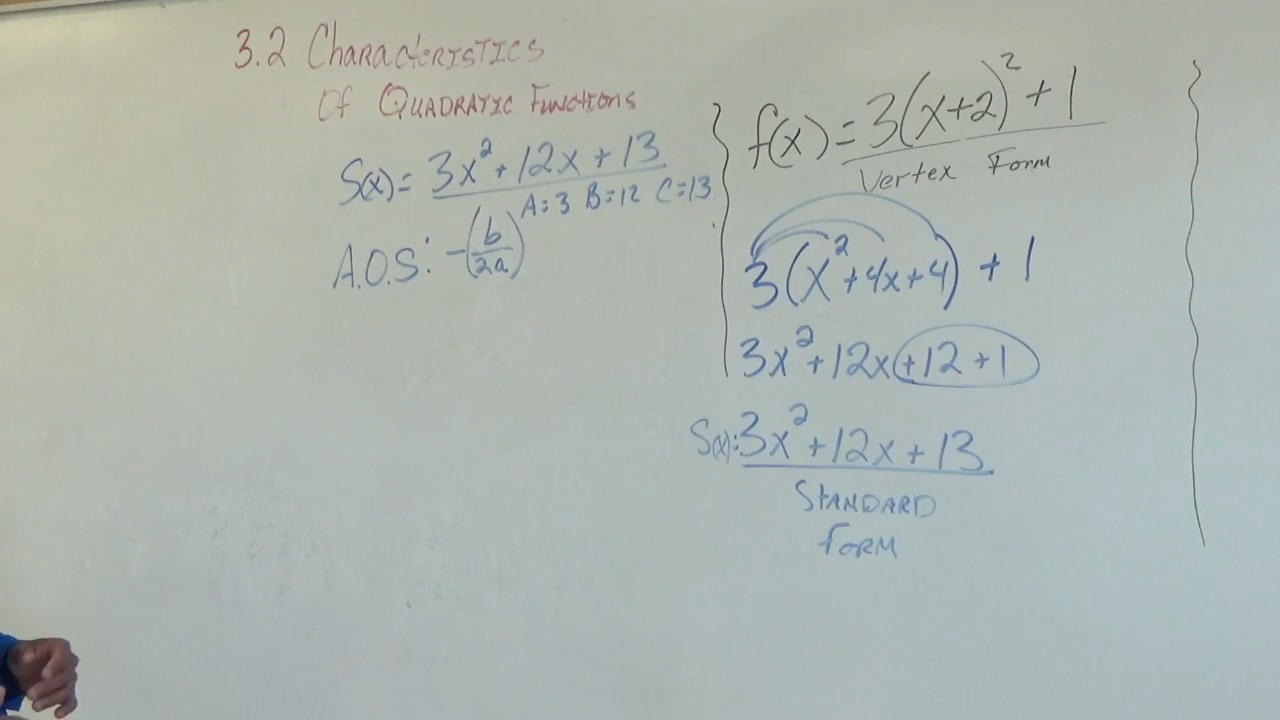 3.2 Characteristics
Of Quadratic Functions
S(x) = 3x² + 12x + 13
A = 3 B = 12 C = 13
A.O.S: -(b/2a)
f(x) = 3(x+2)² + 1
Vertex Form
3(x² + 4x + 4) + 1
3x² + 12x + 12 + 1
S(x): 3x² + 12x + 13
Standard
Form